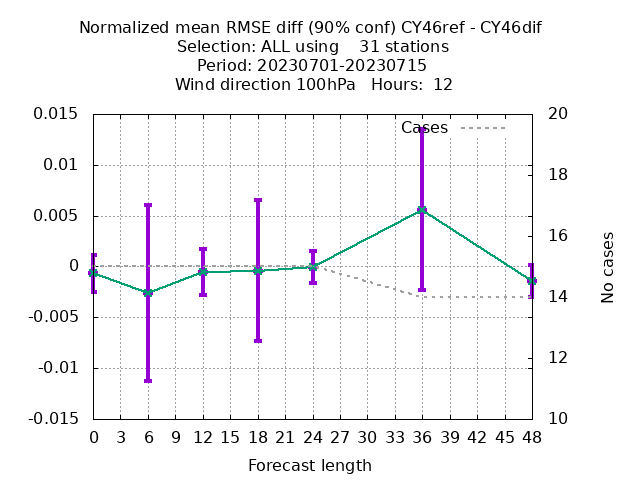 Normalized mean RMSE diff (90% conf) CY46ref - CY46dif
Selection: ALL using 31 stations
Period: 20230701-20230715
Wind direction 100hPa Hours: 12
Cases
0.015
0.01
0.005
0
-0.005
-0.01
-0.015
20
18
16
14
12
10
No cases
0 3 6 9 12 15 18 21 24 27 30 33 36 39 42 45 48
Forecast length